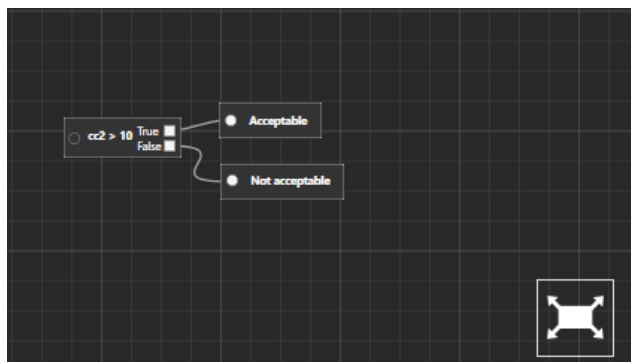 cc2 > 10
True
False
Acceptable
Not acceptable